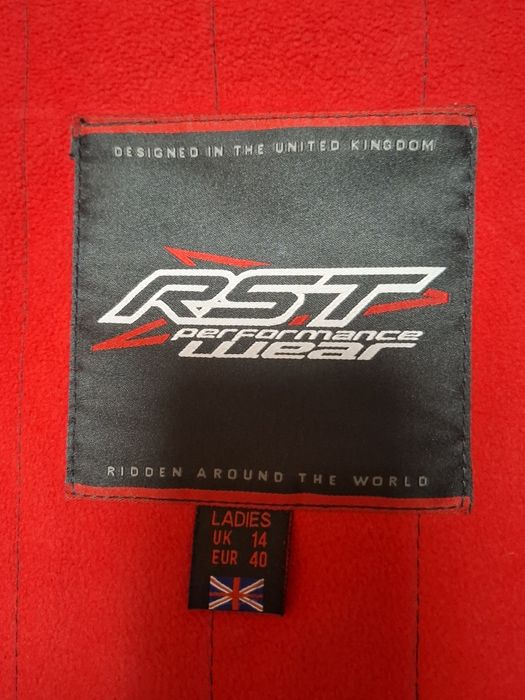 DESIGNED IN THE UNITED KINGDOM
RST
performance
wear
RIDDEN AROUND THE WORLD
LADIES
UK 14
EUR 40